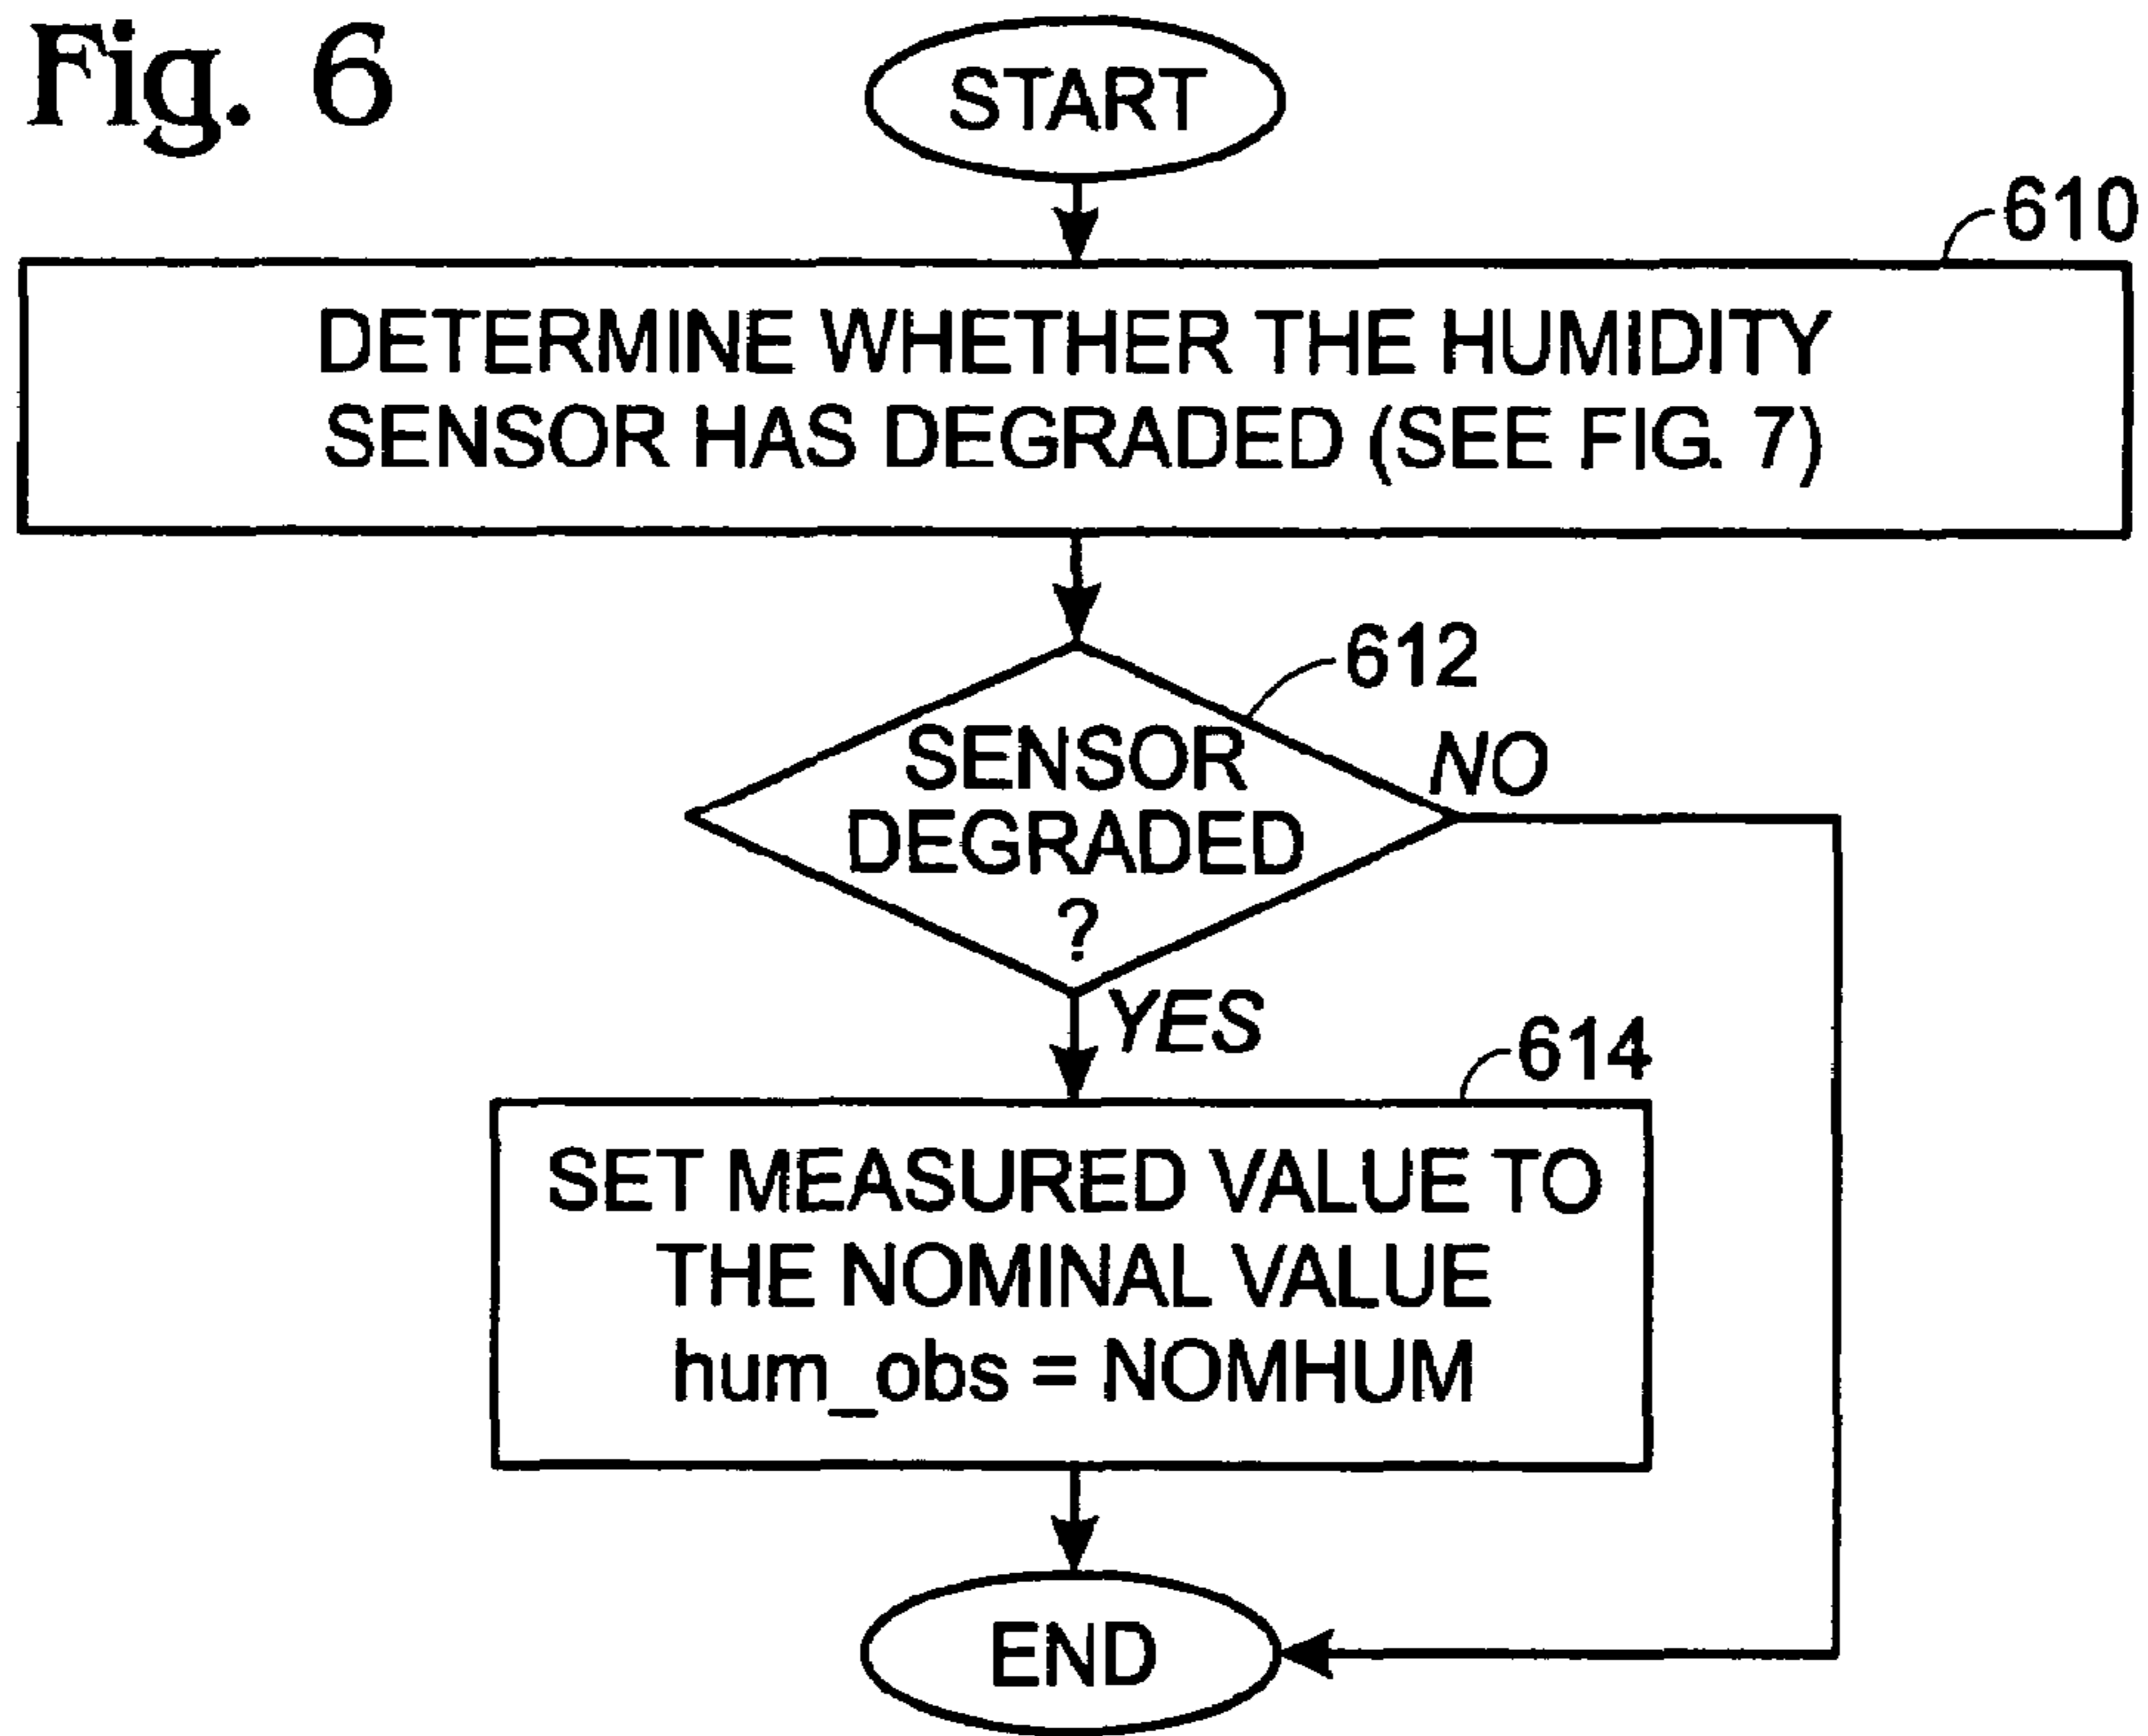 Fig. 6
START
610
DETERMINE WHETHER THE HUMIDITY
SENSOR HAS DEGRADED (SEE FIG. 7)
612
SENSOR
DEGRADED
?
NO
YES
614
SET MEASURED VALUE TO
THE NOMINAL VALUE
hum_obs = NOMHUM
END